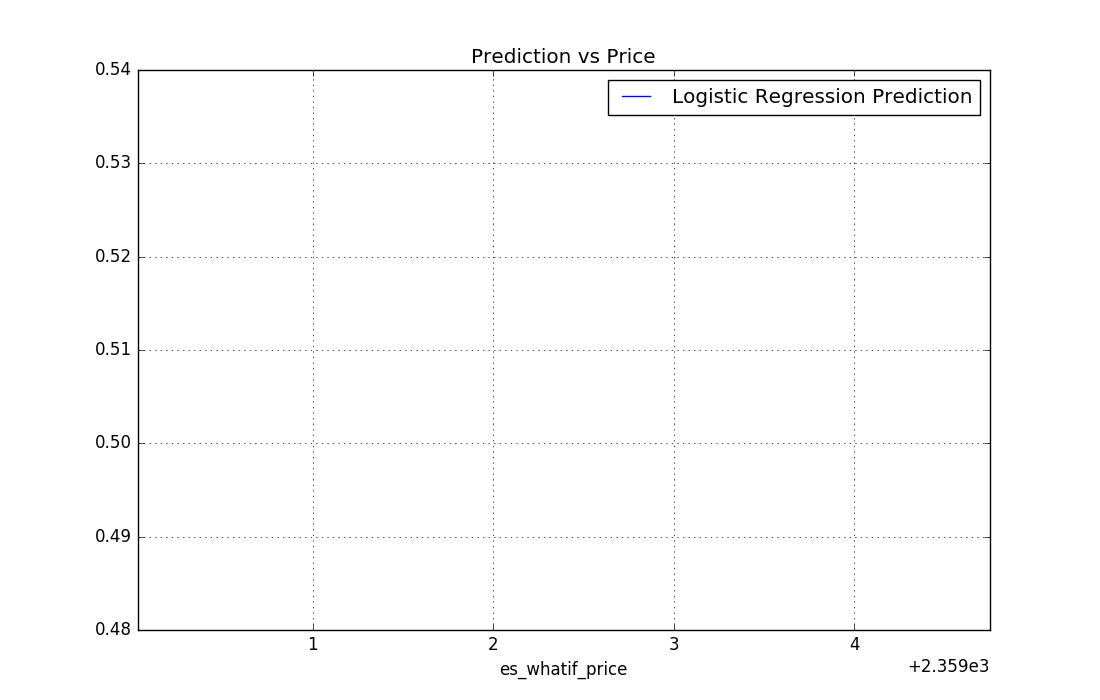 Prediction vs Price
Logistic Regression Prediction
0.54
0.53
0.52
0.51
0.50
0.49
0.48
1 2 3 4
es_whatif_price
+2.359e3